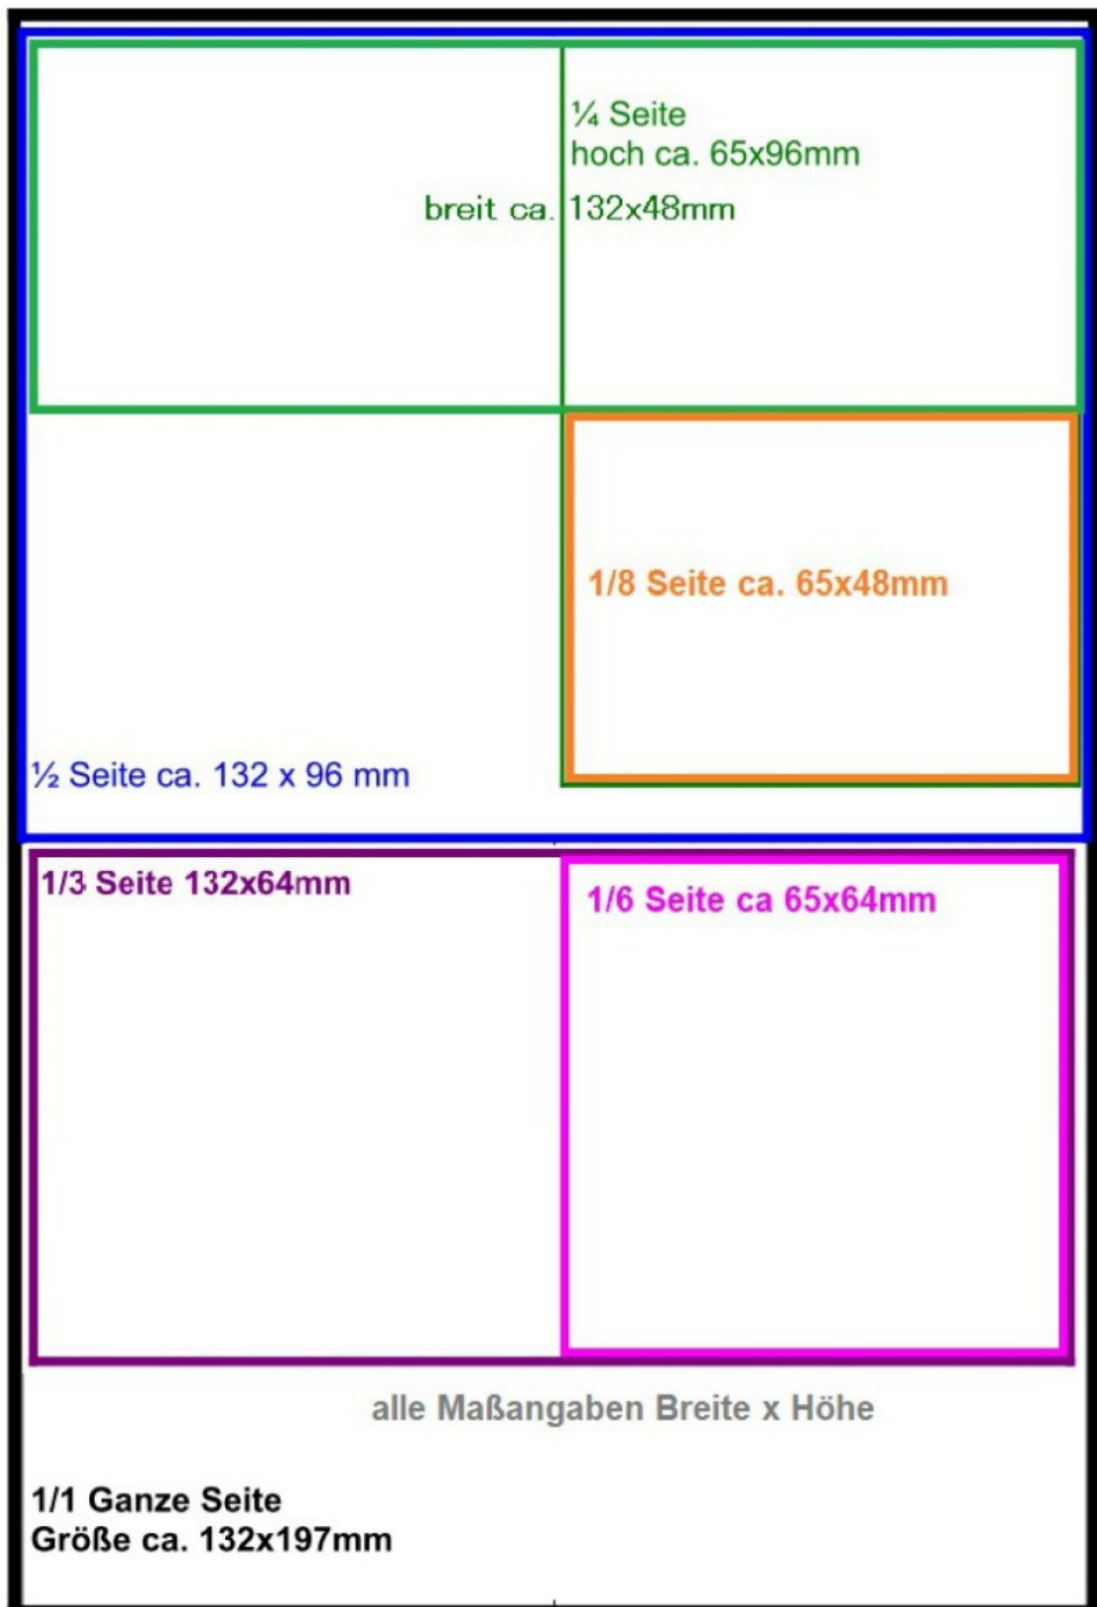 ¼ Seite
hoch ca. 65x96mm
breit ca. 132x48mm
1/8 Seite ca. 65x48mm
½ Seite ca. 132 x 96 mm
1/3 Seite 132x64mm
1/6 Seite ca 65x64mm
alle Maßangaben Breite x Höhe
1/1 Ganze Seite
Größe ca. 132x197mm